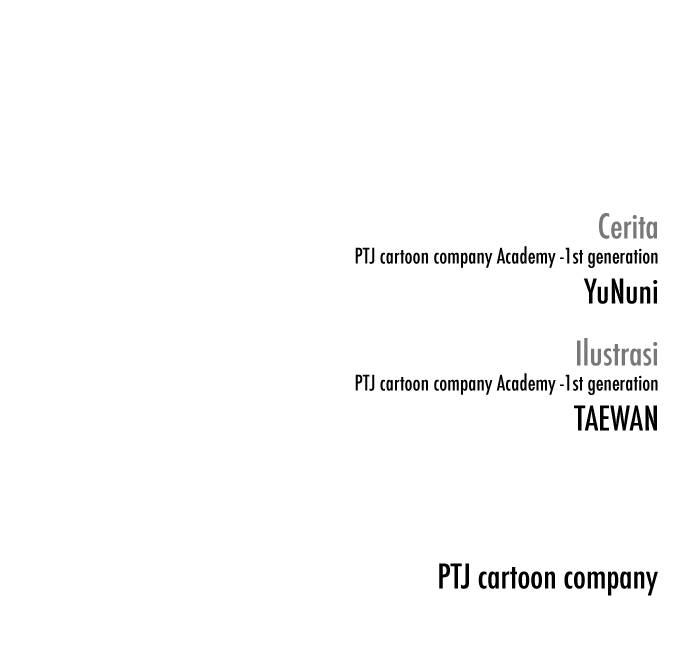 Cerita
PTJ cartoon company Academy -1st generation
YuNuni
Ilustrasi
PTJ cartoon company Academy -1st generation
TAEWAN
PTJ cartoon company